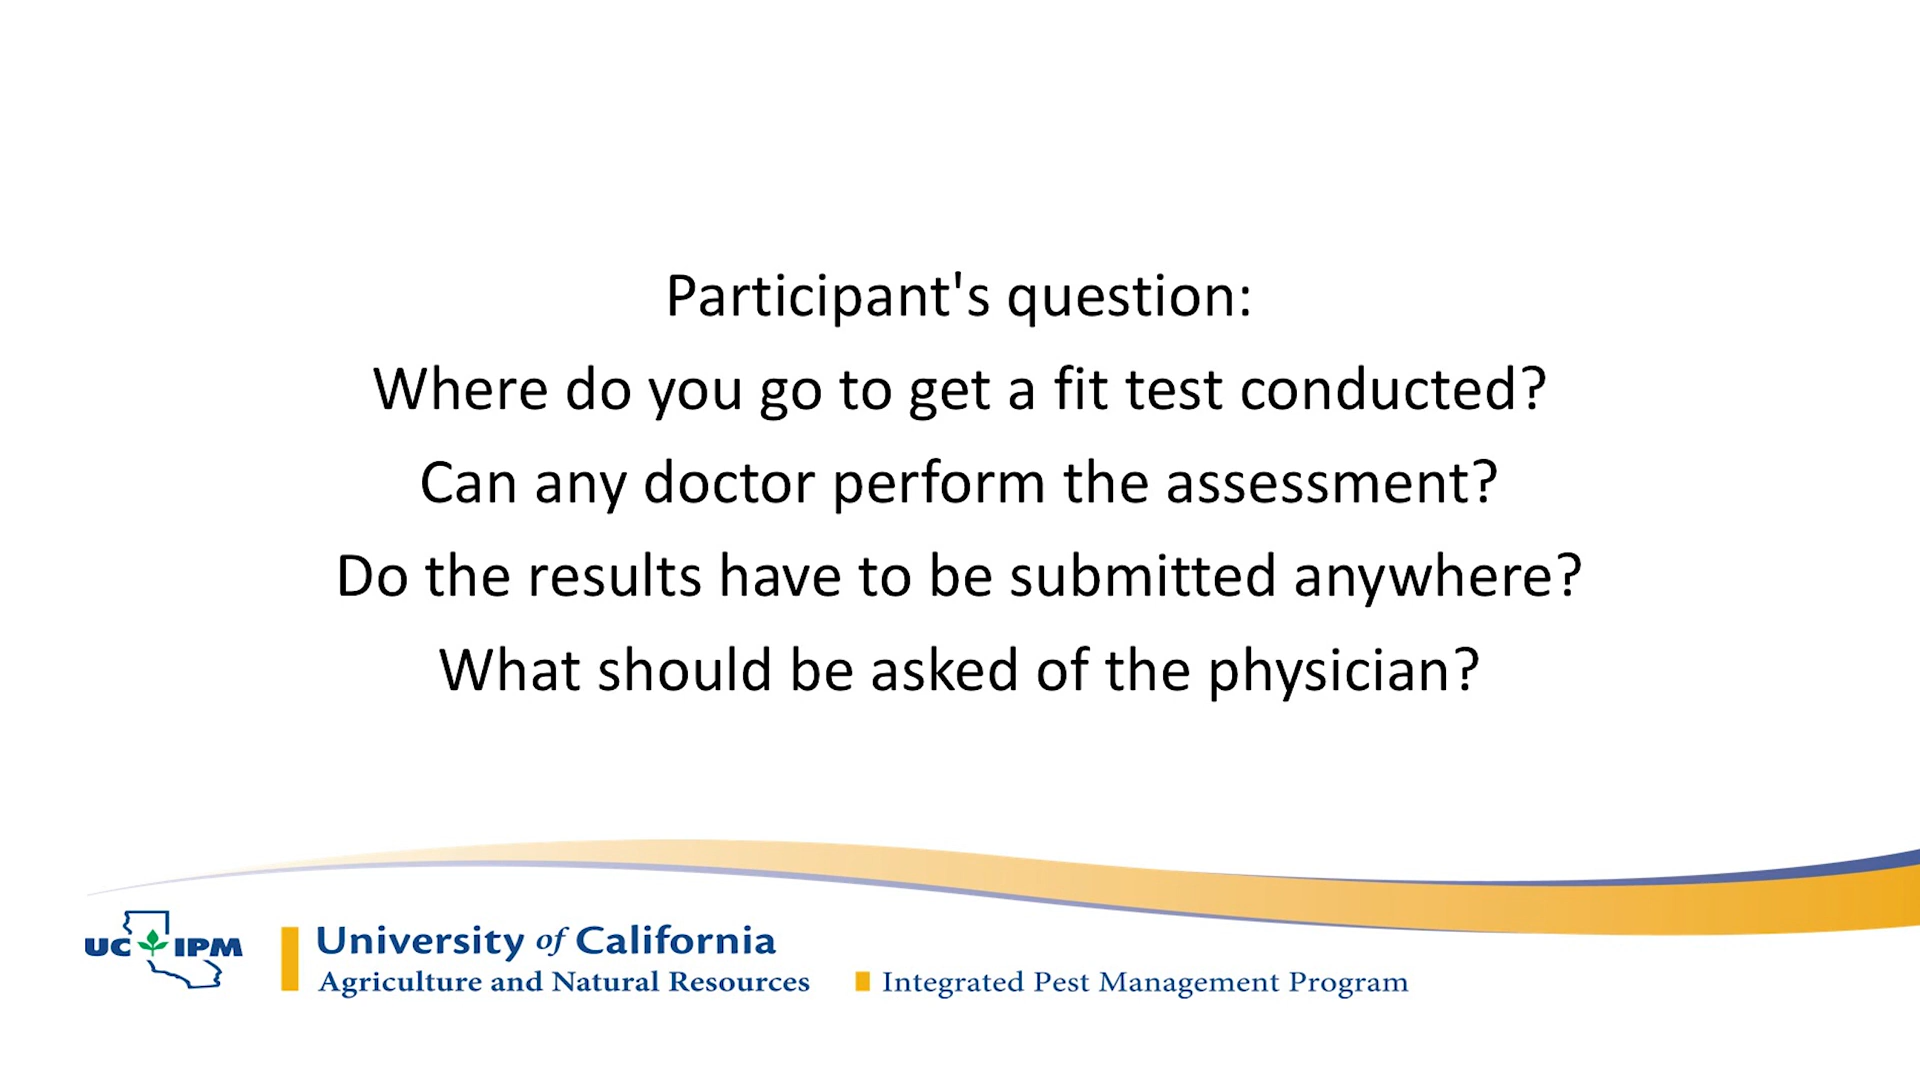 Participant's question:
Where do you go to get a fit test conducted?
Can any doctor perform the assessment?
Do the results have to be submitted anywhere?
What should be asked of the physician?
UC IPM
University of California
Agriculture and Natural Resources
Integrated Pest Management Program